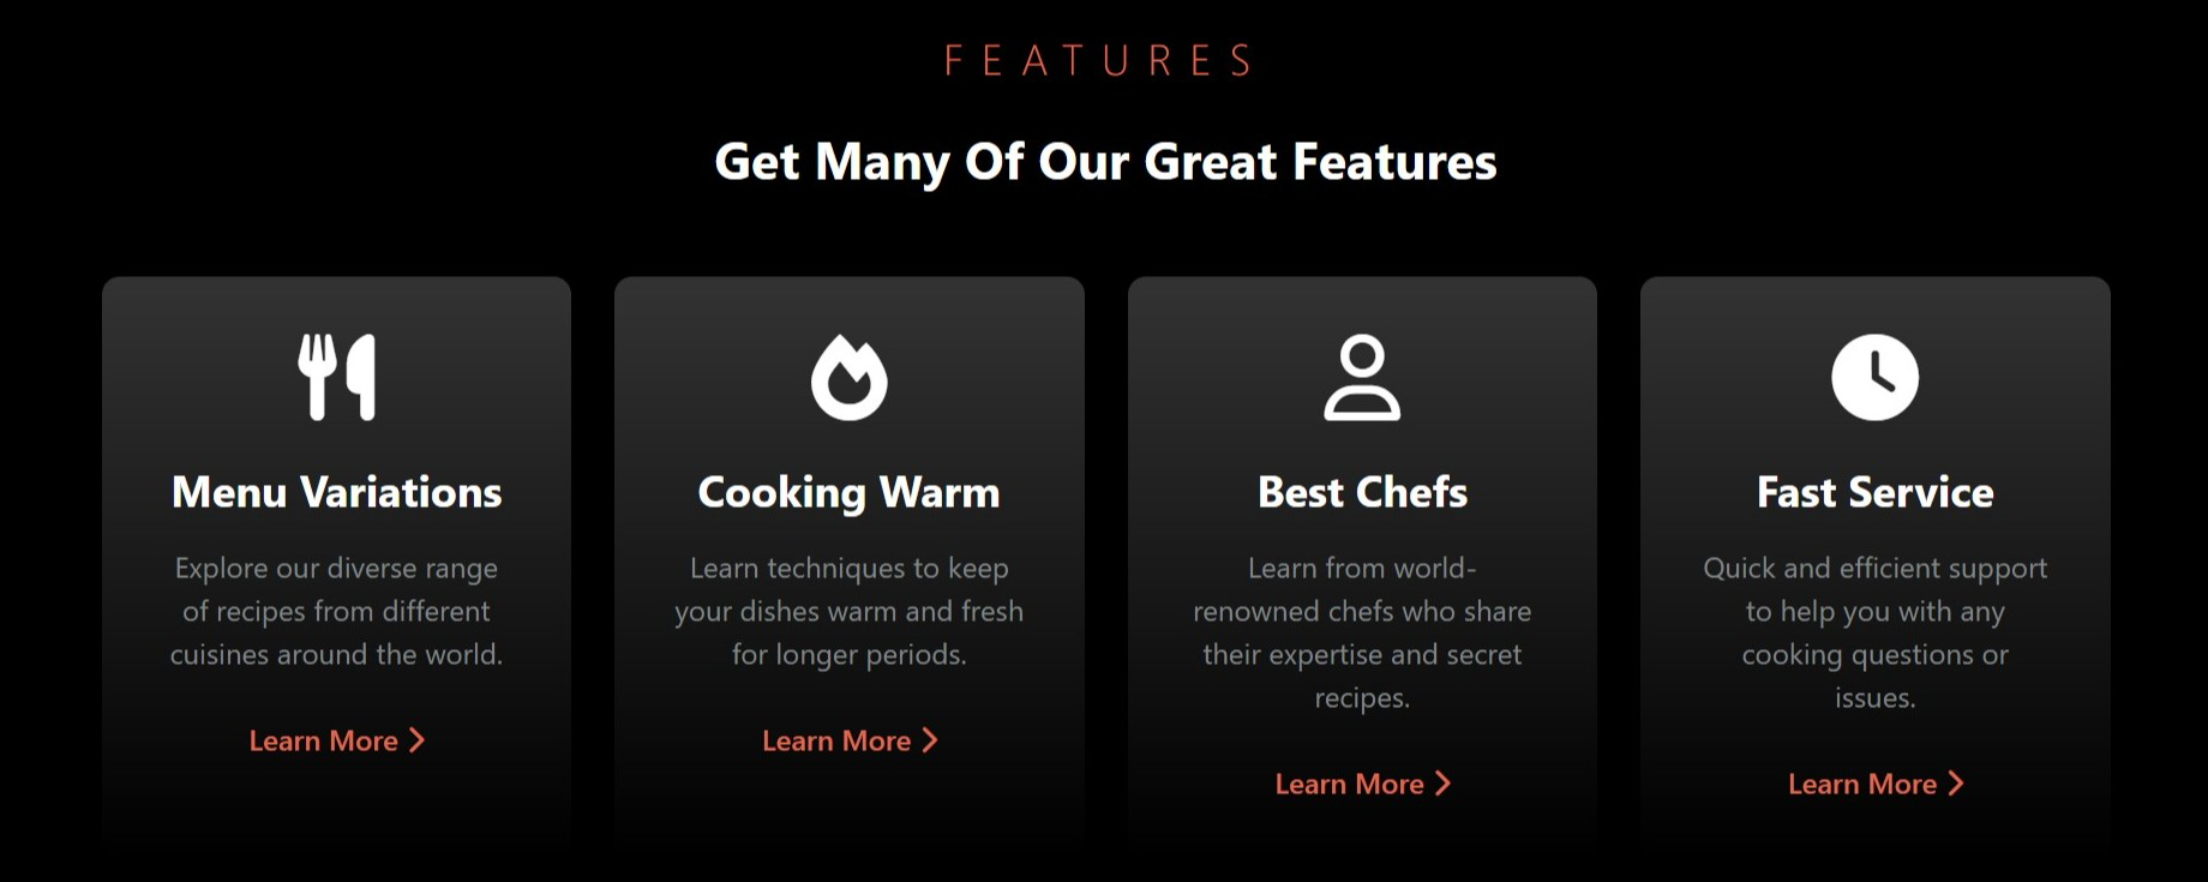 FEATURES
Get Many Of Our Great Features
Menu Variations
Explore our diverse range
of recipes from different
cuisines around the world.
Learn More
Cooking Warm
Learn techniques to keep
your dishes warm and fresh
for longer periods.
Learn More
Best Chefs
Learn from world-
renowned chefs who share
their expertise and secret
recipes.
Learn More
Fast Service
Quick and efficient support
to help you with any
cooking questions or
issues.
Learn More